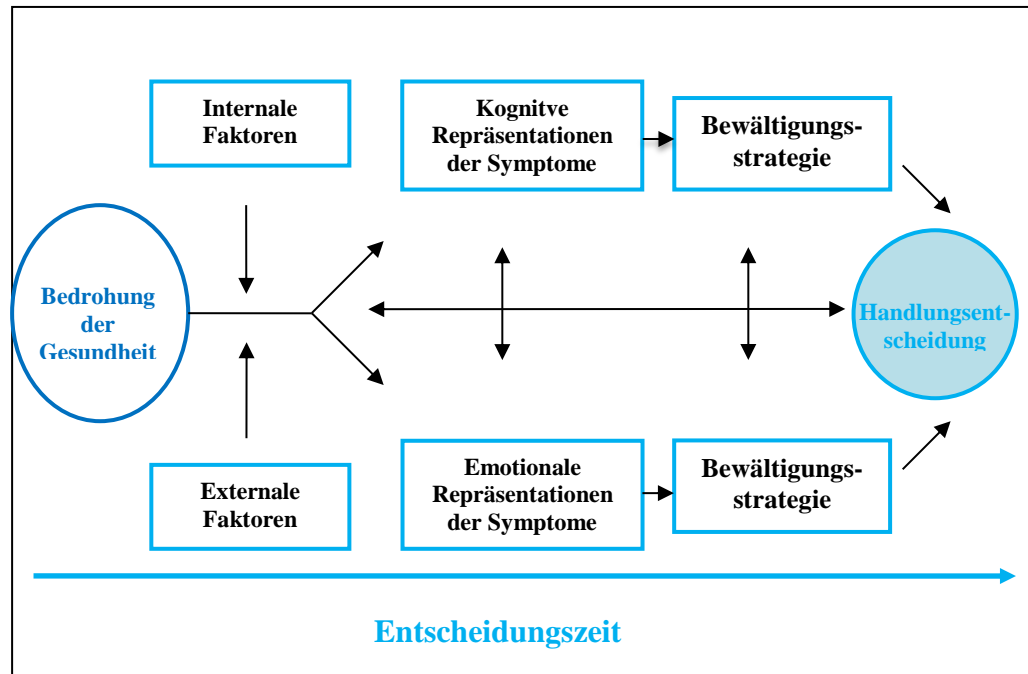 Internale
Faktoren
Kognitve
Repräsentationen
der Symptome
Bewältigungs-
strategie
Bedrohung
der
Gesundheit
Handlungsent-
scheidung
Externale
Faktoren
Emotionale
Repräsentationen
der Symptome
Bewältigungs-
strategie
Entscheidungszeit